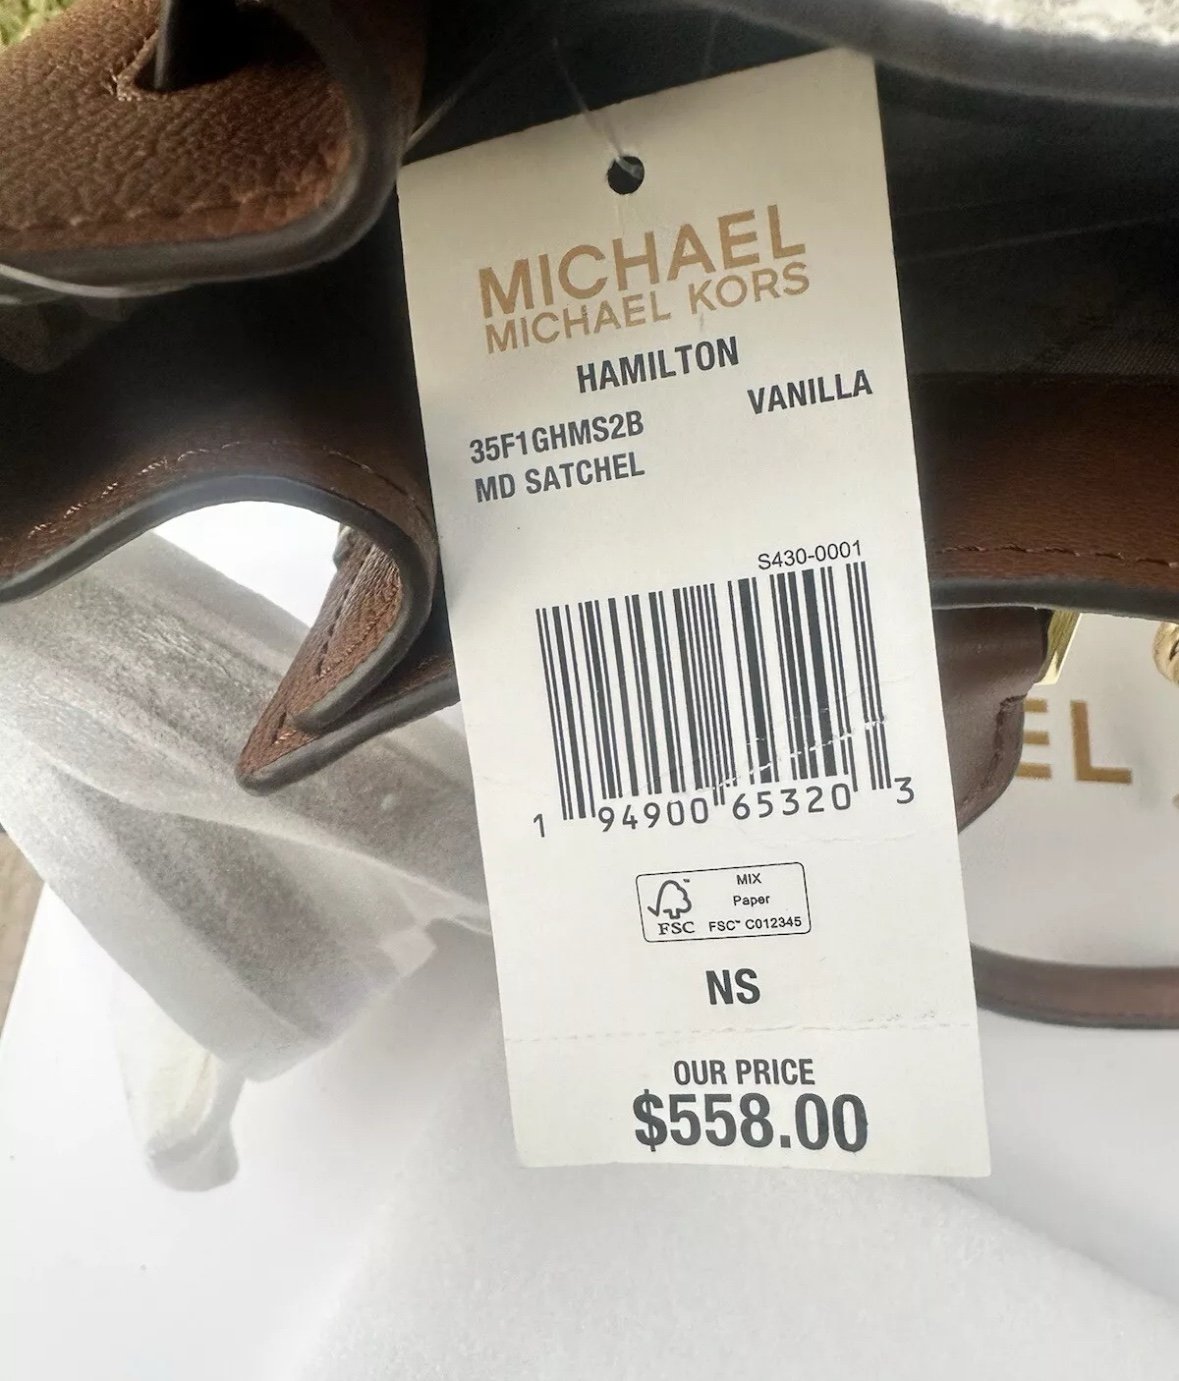 MICHAEL
MICHAEL KORS
HAMILTON
VANILLA
35F1GHMS2B
MD SATCHEL
S430-0001
1 94900 65320 3
MIX
Paper
FSC™ C012345
FSC
NS
OUR PRICE
$558.00
EL